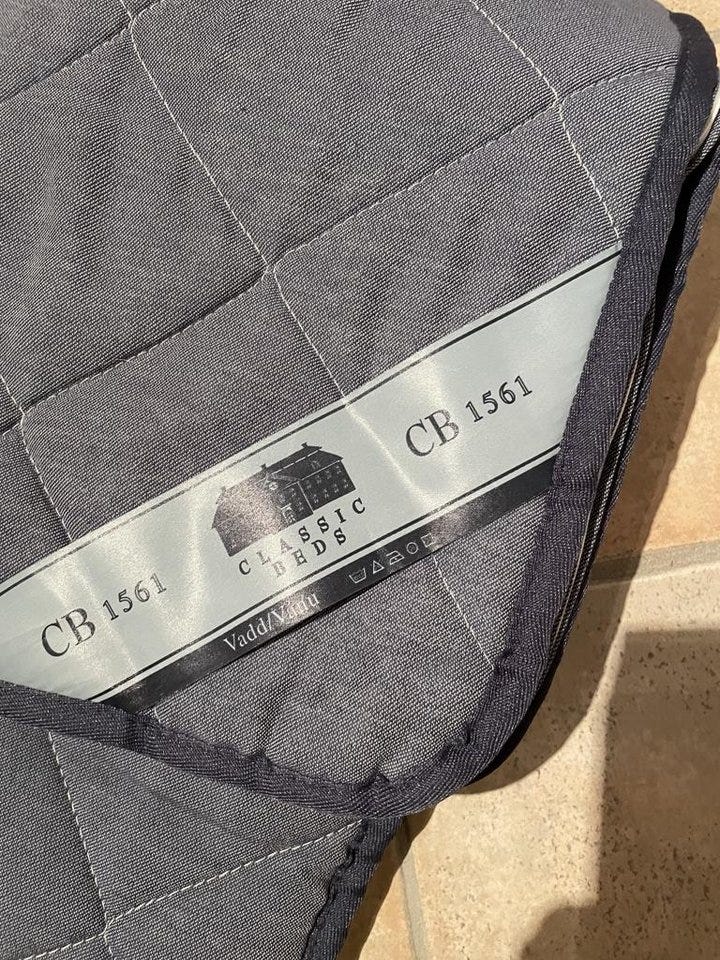 CB 1561
CLASSIC
BEDS
CB 1561
Vadd/Vanu